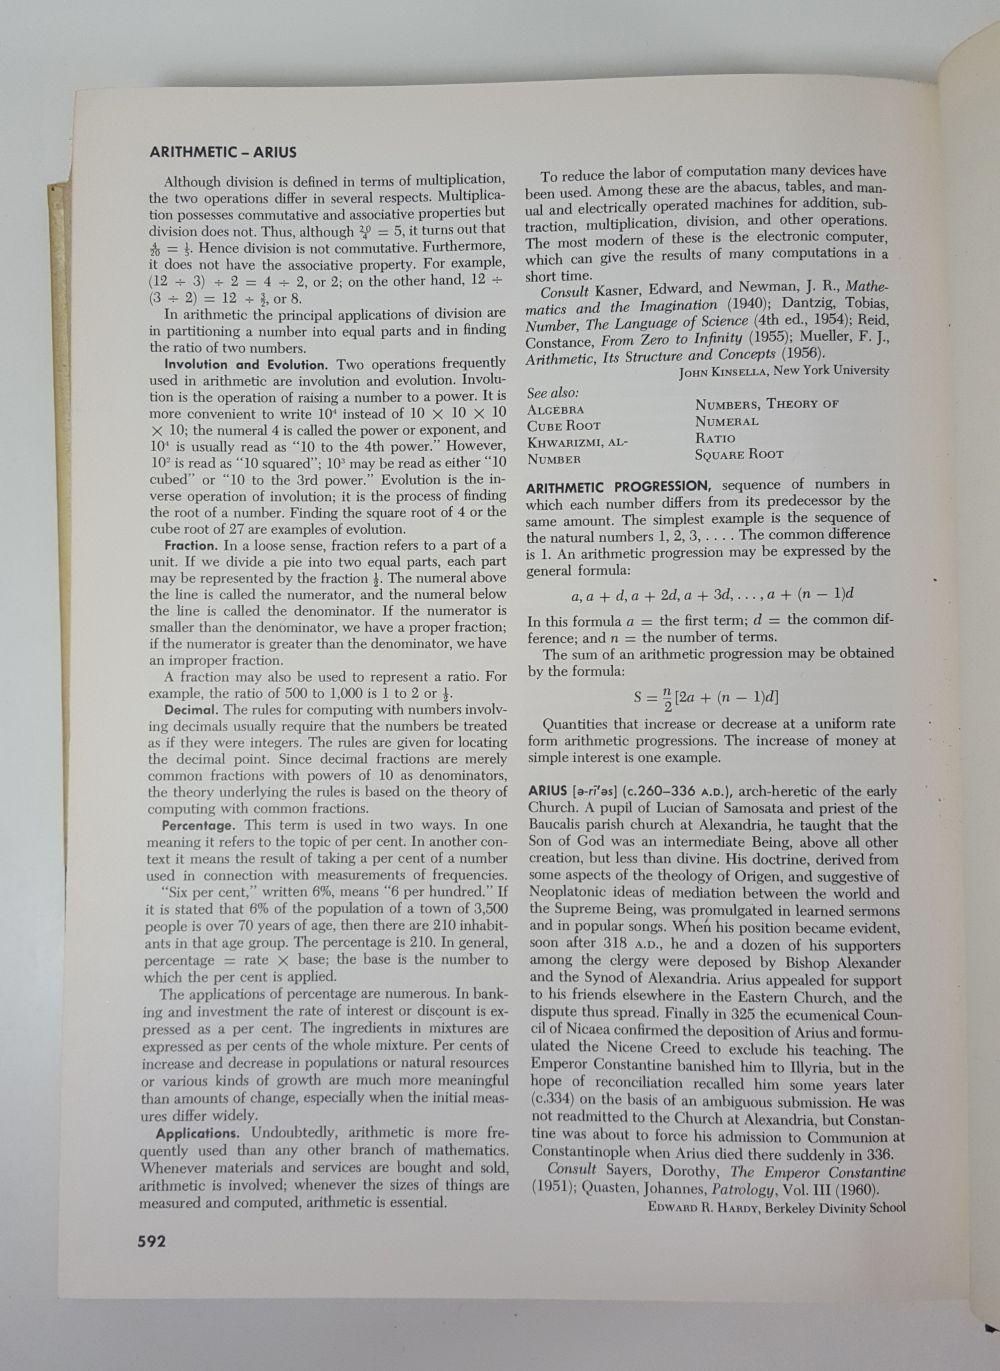 ARITHMETIC – ARIUS
Although division is defined in terms of multiplication,
the two operations differ in several respects. Multiplica-
tion possesses commutative and associative properties but
division does not. Thus, although 20/4 = 5, it turns out that
4/20 = 1/5. Hence division is not commutative. Furthermore,
it does not have the associative property. For example,
(12 ÷ 3) ÷ 2 = 4 ÷ 2, or 2; on the other hand, 12 ÷
(3 ÷ 2) = 12 ÷ 3/2, or 8.
In arithmetic the principal applications of division are
in partitioning a number into equal parts and in finding
the ratio of two numbers.
Involution and Evolution. Two operations frequently
used in arithmetic are involution and evolution. Involu-
tion is the operation of raising a number to a power. It is
more convenient to write 10⁴ instead of 10 × 10 × 10
× 10; the numeral 4 is called the power or exponent, and
10⁴ is usually read as "10 to the 4th power." However,
10² is read as "10 squared"; 10³ may be read as either "10
cubed" or "10 to the 3rd power." Evolution is the in-
verse operation of involution; it is the process of finding
the root of a number. Finding the square root of 4 or the
cube root of 27 are examples of evolution.
Fraction. In a loose sense, fraction refers to a part of a
unit. If we divide a pie into two equal parts, each part
may be represented by the fraction ½. The numeral above
the line is called the numerator, and the numeral below
the line is called the denominator. If the numerator is
smaller than the denominator, we have a proper fraction;
if the numerator is greater than the denominator, we have
an improper fraction.
A fraction may also be used to represent a ratio. For
example, the ratio of 500 to 1,000 is 1 to 2 or ½.
Decimal. The rules for computing with numbers involv-
ing decimals usually require that the numbers be treated
as if they were integers. The rules are given for locating
the decimal point. Since decimal fractions are merely
common fractions with powers of 10 as denominators,
the theory underlying the rules is based on the theory of
computing with common fractions.
Percentage. This term is used in two ways. In one
meaning it refers to the topic of per cent. In another con-
text it means the result of taking a per cent of a number
used in connection with measurements of frequencies.
"Six per cent," written 6%, means "6 per hundred." If
it is stated that 6% of the population of a town of 3,500
people is over 70 years of age, then there are 210 inhabit-
ants in that age group. The percentage is 210. In general,
percentage = rate × base; the base is the number to
which the per cent is applied.
The applications of percentage are numerous. In bank-
ing and investment the rate of interest or discount is ex-
pressed as a per cent. The ingredients in mixtures are
expressed as per cents of the whole mixture. Per cents of
increase and decrease in populations or natural resources
or various kinds of growth are much more meaningful
than amounts of change, especially when the initial meas-
ures differ widely.
Applications. Undoubtedly, arithmetic is more fre-
quently used than any other branch of mathematics.
Whenever materials and services are bought and sold,
arithmetic is involved; whenever the sizes of things are
measured and computed, arithmetic is essential.
To reduce the labor of computation many devices have
been used. Among these are the abacus, tables, and man-
ual and electrically operated machines for addition, sub-
traction, multiplication, division, and other operations.
The most modern of these is the electronic computer,
which can give the results of many computations in a
short time.
Consult Kasner, Edward, and Newman, J. R., Mathe-
matics and the Imagination (1940); Dantzig, Tobias,
Number, The Language of Science (4th ed., 1954); Reid,
Constance, From Zero to Infinity (1955); Mueller, F. J.,
Arithmetic, Its Structure and Concepts (1956).
JOHN KINSELLA, New York University
See also:
ALGEBRA
CUBE ROOT
KHWARIZMI, AL-
NUMBER
NUMBERS, THEORY OF
NUMERAL
RATIO
SQUARE ROOT
ARITHMETIC PROGRESSION, sequence of numbers in
which each number differs from its predecessor by the
same amount. The simplest example is the sequence of
the natural numbers 1, 2, 3, . . . . The common difference
is 1. An arithmetic progression may be expressed by the
general formula:
a, a + d, a + 2d, a + 3d, . . . , a + (n − 1)d
In this formula a = the first term; d = the common dif-
ference; and n = the number of terms.
The sum of an arithmetic progression may be obtained
by the formula:
S = n/2 [2a + (n − 1)d]
Quantities that increase or decrease at a uniform rate
form arithmetic progressions. The increase of money at
simple interest is one example.
ARIUS [ə-rī′əs] (c.260–336 A.D.), arch-heretic of the early
Church. A pupil of Lucian of Samosata and priest of the
Baucalis parish church at Alexandria, he taught that the
Son of God was an intermediate Being, above all other
creation, but less than divine. His doctrine, derived from
some aspects of the theology of Origen, and suggestive of
Neoplatonic ideas of mediation between the world and
the Supreme Being, was promulgated in learned sermons
and in popular songs. When his position became evident,
soon after 318 A.D., he and a dozen of his supporters
among the clergy were deposed by Bishop Alexander
and the Synod of Alexandria. Arius appealed for support
to his friends elsewhere in the Eastern Church, and the
dispute thus spread. Finally in 325 the ecumenical Coun-
cil of Nicaea confirmed the deposition of Arius and formu-
ulated the Nicene Creed to exclude his teaching. The
Emperor Constantine banished him to Illyria, but in the
hope of reconciliation recalled him some years later
(c.334) on the basis of an ambiguous submission. He was
not readmitted to the Church at Alexandria, but Constan-
tine was about to force his admission to Communion at
Constantinople when Arius died there suddenly in 336.
Consult Sayers, Dorothy, The Emperor Constantine
(1951); Quasten, Johannes, Patrology, Vol. III (1960).
EDWARD R. HARDY, Berkeley Divinity School
592